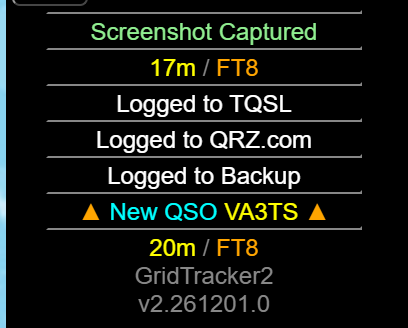 Screenshot Captured
17m / FT8
Logged to TQSL
Logged to QRZ.com
Logged to Backup
▲ New QSO VA3TS ▲
20m / FT8
GridTracker2
v2.261201.0